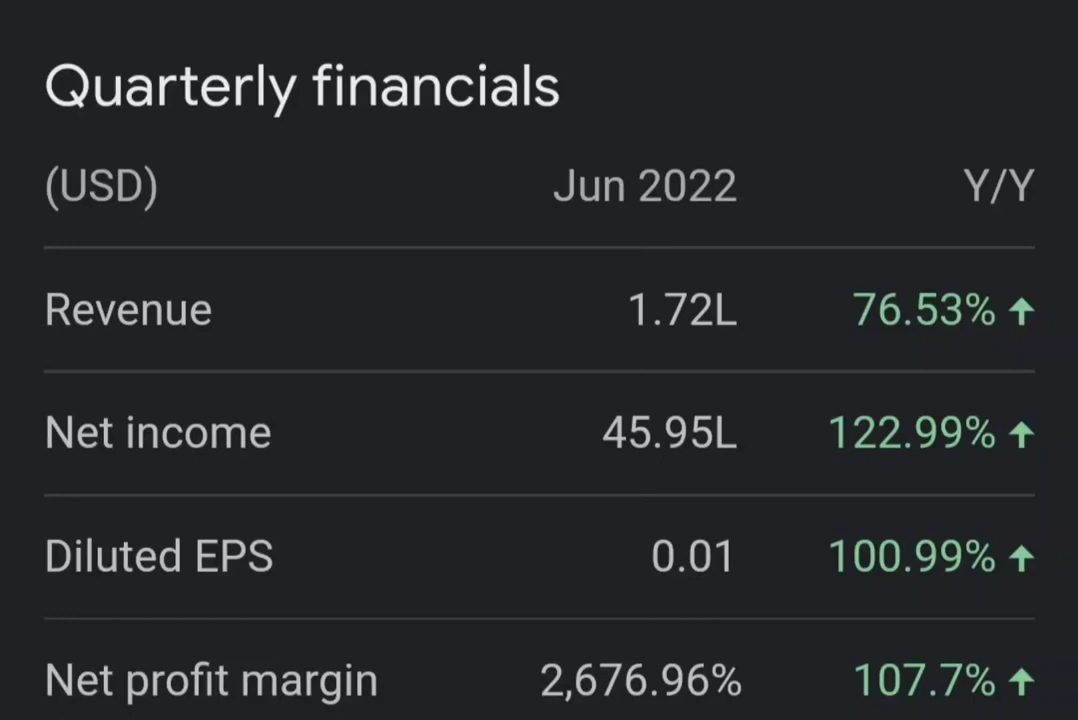 Quarterly financials
(USD) Jun 2022 Y/Y
Revenue 1.72L 76.53% ↑
Net income 45.95L 122.99% ↑
Diluted EPS 0.01 100.99% ↑
Net profit margin 2,676.96% 107.7% ↑